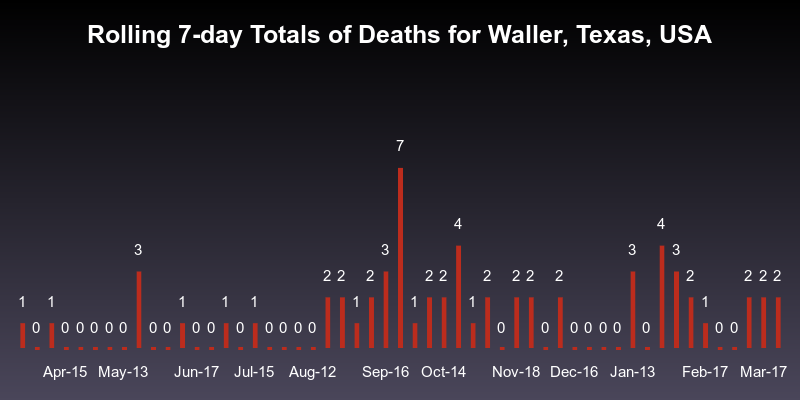 Rolling 7-day Totals of Deaths for Waller, Texas, USA
1 0 1 0 0 0 0 0 3 0 0 1 0 0 1 0 1 0 0 0 0 2 2 1 2 3 7 1 2 2 4 1 2 0 2 2 0 2 0 0 0 0 3 0 4 3 2 1 0 0 2 2 2
Apr-15 May-13 Jun-17 Jul-15 Aug-12 Sep-16 Oct-14 Nov-18 Dec-16 Jan-13 Feb-17 Mar-17